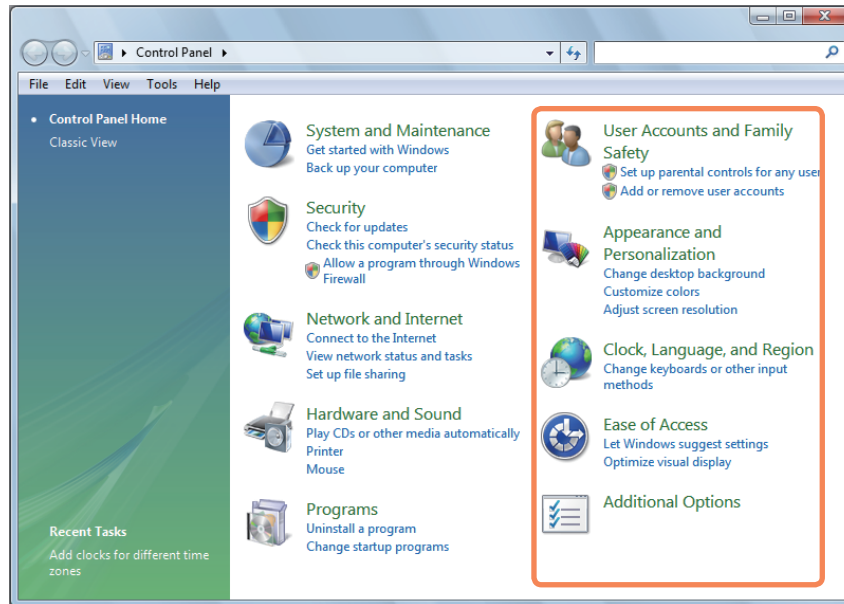 Control Panel
File Edit View Tools Help
Control Panel Home
Classic View
Recent Tasks
Add clocks for different time
zones
System and Maintenance
Get started with Windows
Back up your computer
Security
Check for updates
Check this computer's security status
Allow a program through Windows
Firewall
Network and Internet
Connect to the Internet
View network status and tasks
Set up file sharing
Hardware and Sound
Play CDs or other media automatically
Printer
Mouse
Programs
Uninstall a program
Change startup programs
User Accounts and Family
Safety
Set up parental controls for any user
Add or remove user accounts
Appearance and
Personalization
Change desktop background
Customize colors
Adjust screen resolution
Clock, Language, and Region
Change keyboards or other input
methods
Ease of Access
Let Windows suggest settings
Optimize visual display
Additional Options